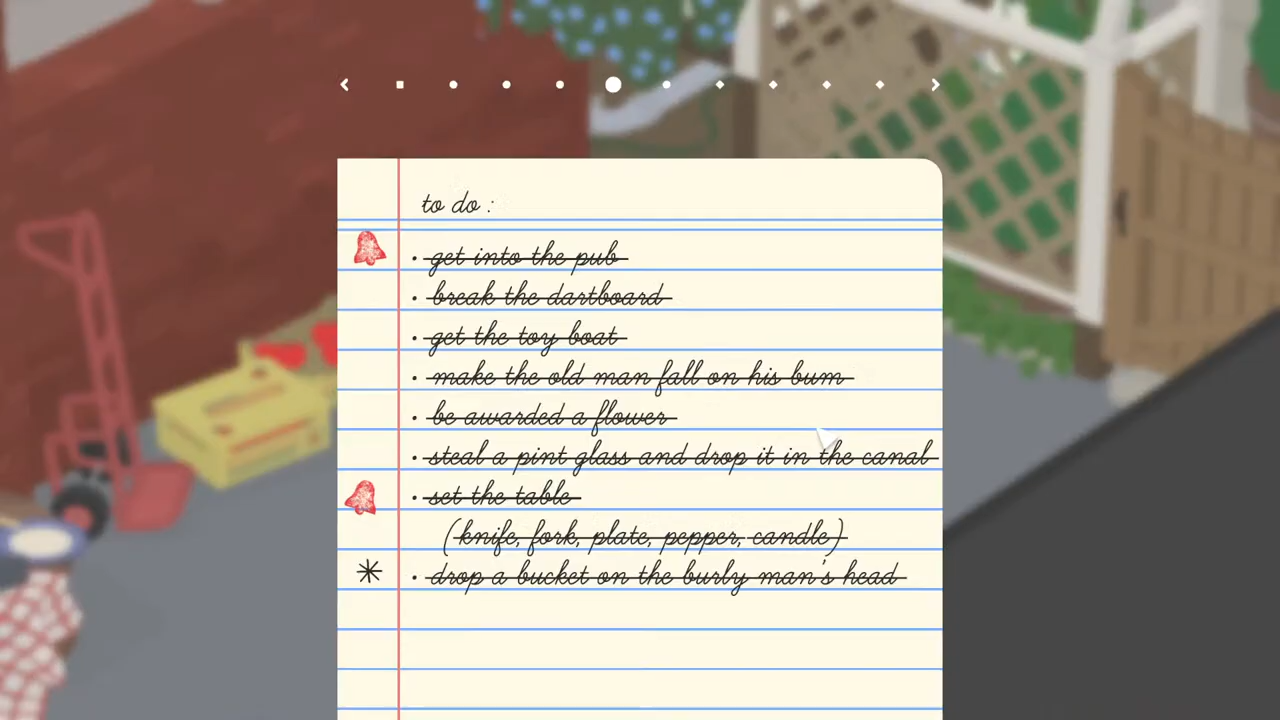 to do :
• get into the pub
• break the dartboard
• get the toy boat
• make the old man fall on his bum
• be awarded a flower
• steal a pint glass and drop it in the canal
• set the table
(knife, fork, plate, pepper, candle)
• drop a bucket on the burly man's head